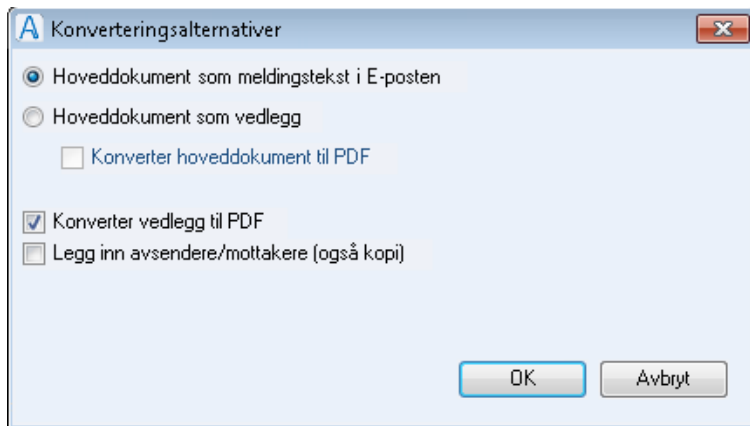 Konverteringsalternativer
Hoveddokument som meldingstekst i E-posten
Hoveddokument som vedlegg
Konverter hoveddokument til PDF
Konverter vedlegg til PDF
Legg inn avsendere/mottakere (også kopi)
OK Avbryt